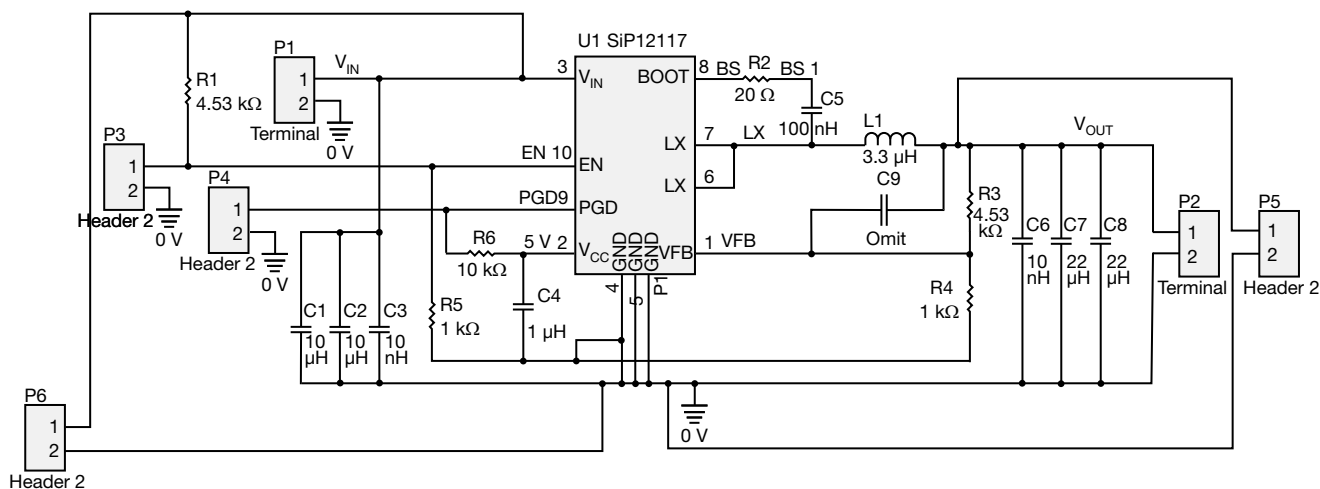 U1 SiP12117
P1
1
2
Terminal
0 V
V_IN
R1
4.53 kΩ
3
V_IN
BOOT
8
BS
R2
20 Ω
BS 1
C5
100 nH
P3
1
2
Header 2
0 V
EN 10
EN
LX
7
LX
L1
3.3 µH
V_OUT
LX
6
C9
Omit
P4
1
2
Header 2
0 V
PGD9
PGD
R6
10 kΩ
5 V
2
V_CC
GND
GND
GND
VFB
1
VFB
4
5
P1
R3
4.53
kΩ
R4
1 kΩ
C6
10
nH
C7
22
µH
C8
22
µH
P2
1
2
Terminal
P5
1
2
Header 2
C1
10
µH
C2
10
µH
C3
10
nH
R5
1 kΩ
C4
1 µH
0 V
P6
1
2
Header 2